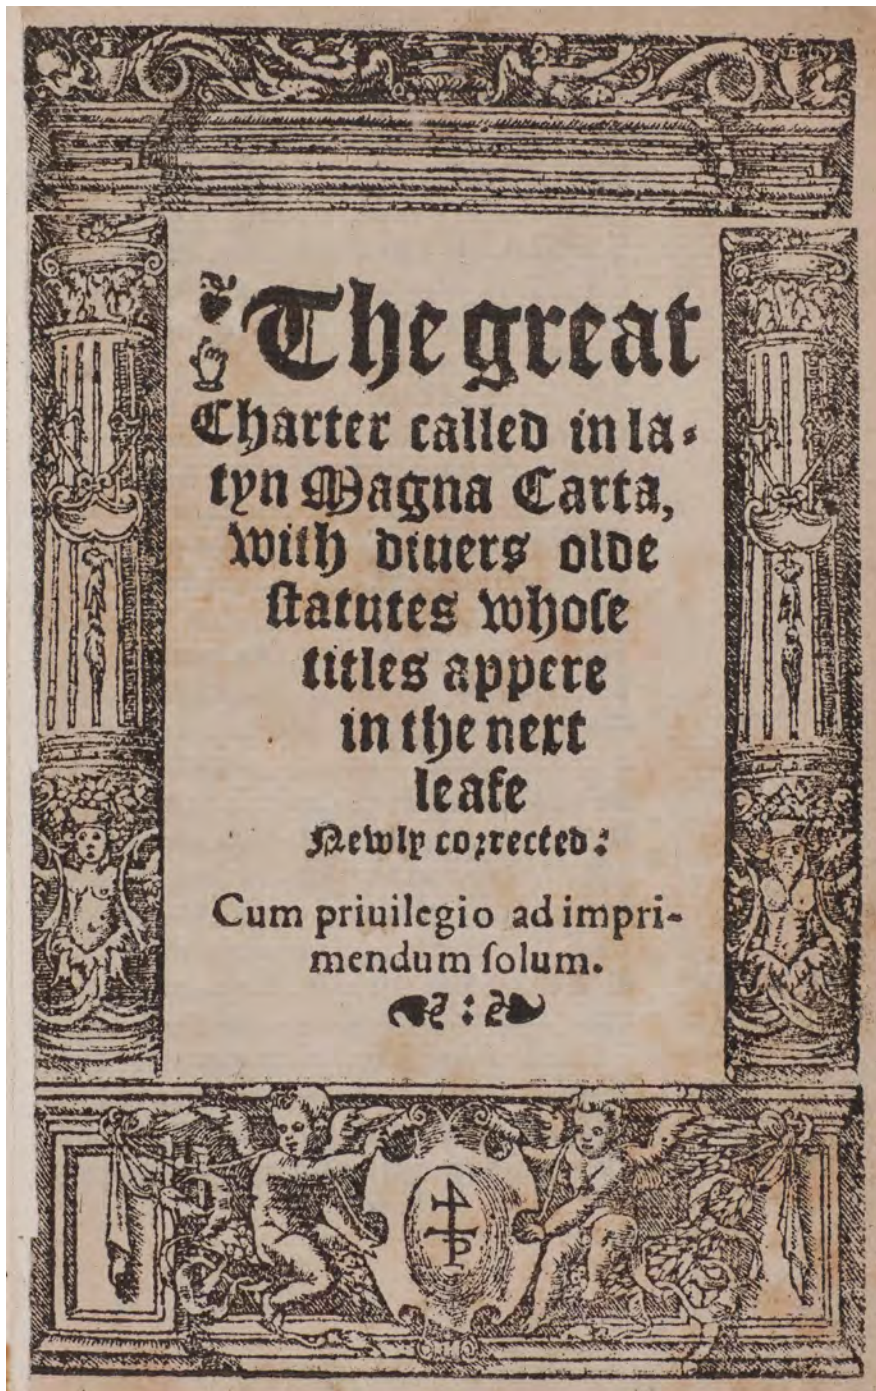 The great
Charter called in la⸗
tyn Magna Carta,
with diuers olde
ſtatutes whoſe
titles appere
in the next
leafe
Newly corrected:
Cum priuilegio ad impri-
mendum ſolum.